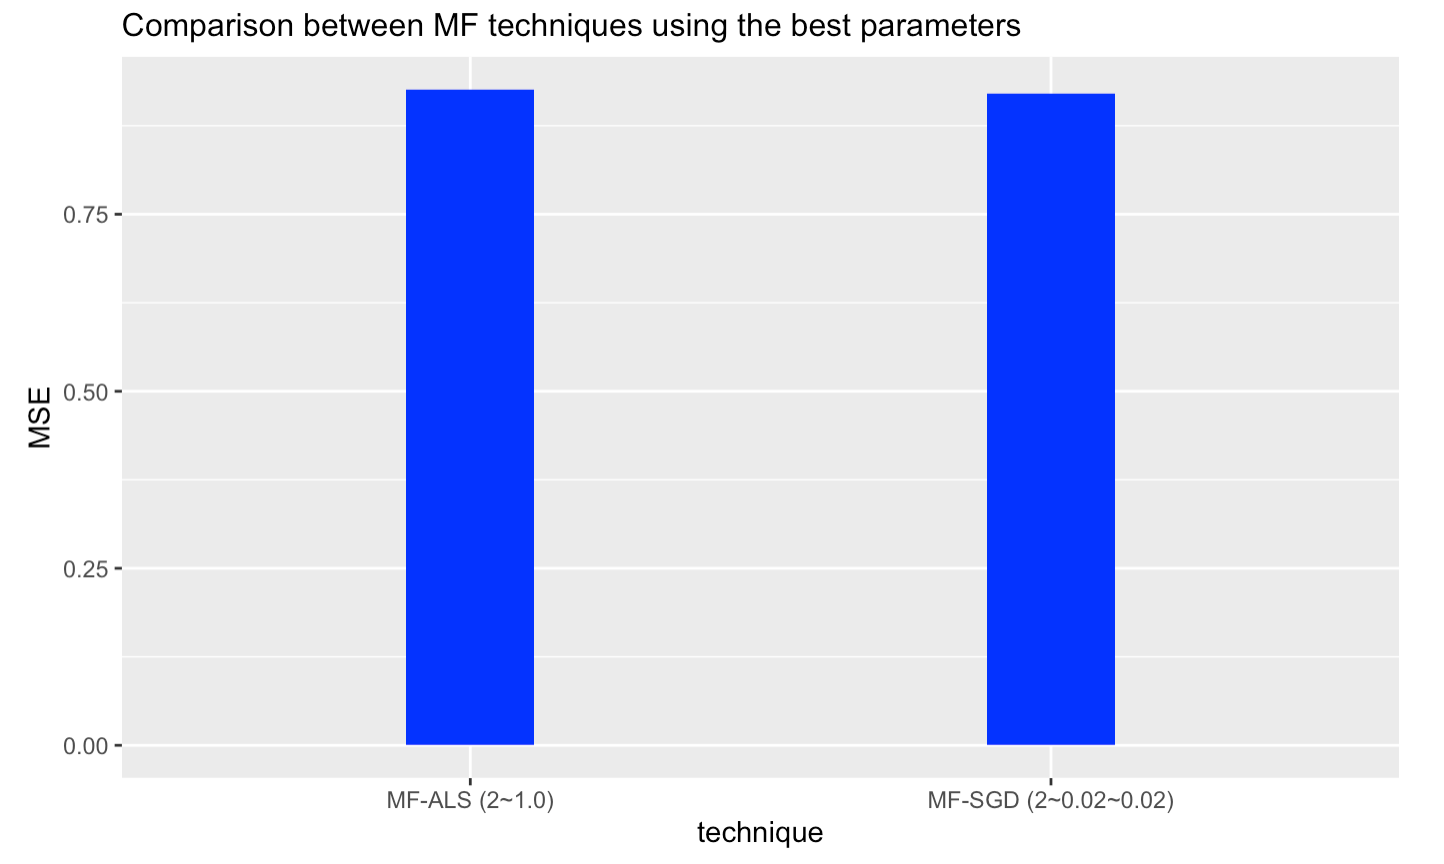 Comparison between MF techniques using the best parameters
MSE
0.75
0.50
0.25
0.00
MF-ALS (2~1.0)
MF-SGD (2~0.02~0.02)
technique